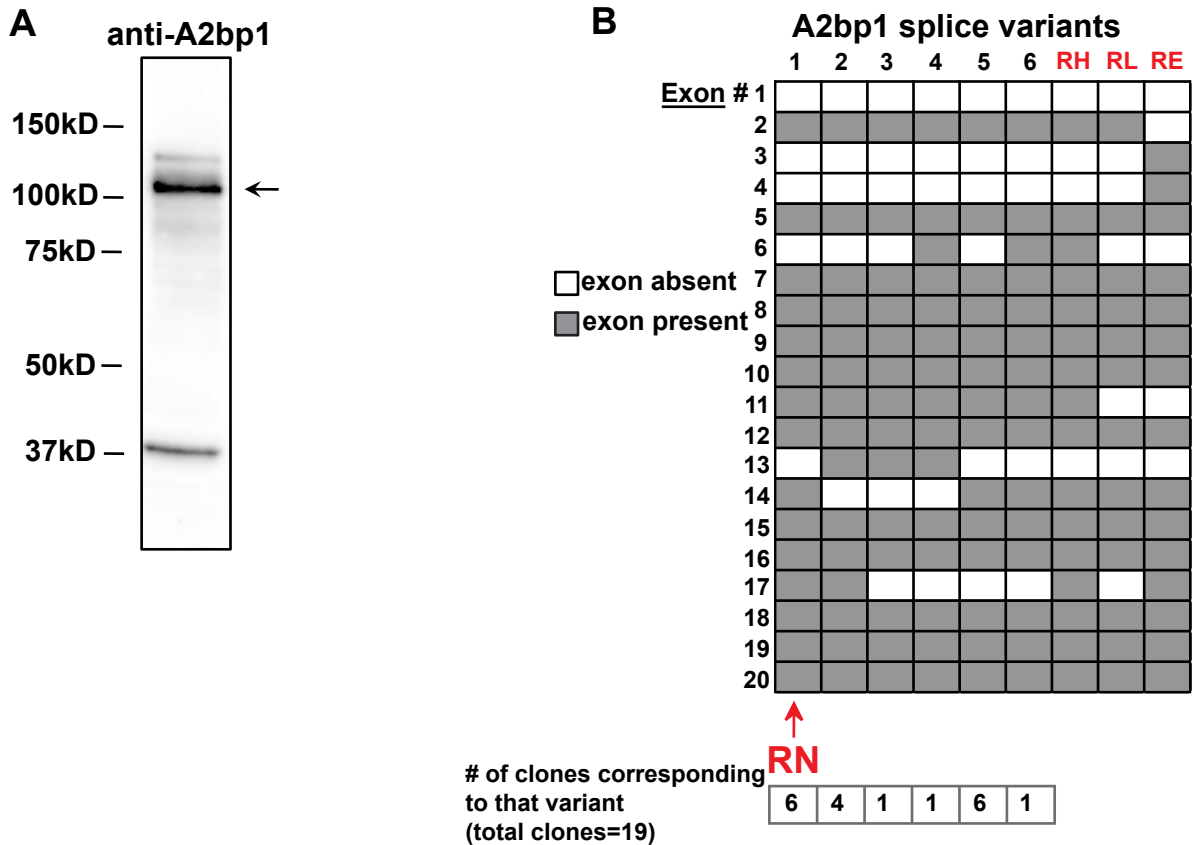 A
anti-A2bp1
150kD
100kD
75kD
50kD
37kD
B
A2bp1 splice variants
1 2 3 4 5 6 RH RL RE
Exon # 1
2
3
4
5
6
7
8
9
10
11
12
13
14
15
16
17
18
19
20
exon absent
exon present
RN
# of clones corresponding
to that variant
(total clones=19)
6 4 1 1 6 1